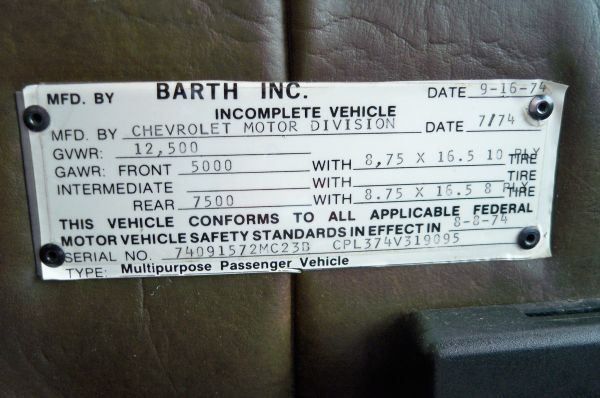 MFD. BY BARTH INC. DATE 9-16-74
INCOMPLETE VEHICLE
MFD. BY CHEVROLET MOTOR DIVISION DATE 7/74
GVWR: 12,500
GAWR: FRONT 5000 WITH 8,75 X 16.5 10 PLY TIRE
INTERMEDIATE WITH TIRE
REAR 7500 WITH 8.75 X 16.5 8 PLY TIRE
THIS VEHICLE CONFORMS TO ALL APPLICABLE FEDERAL
MOTOR VEHICLE SAFETY STANDARDS IN EFFECT IN 8-8-74
SERIAL NO. 74091572MC23B CPL374V319095
TYPE: Multipurpose Passenger Vehicle